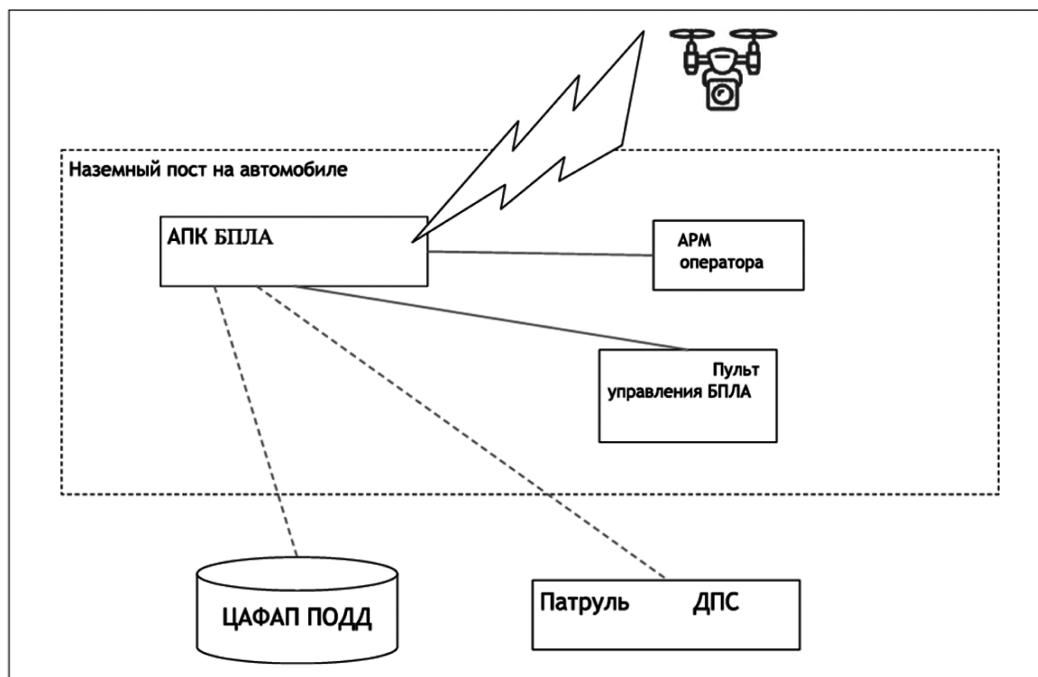 Наземный пост на автомобиле
АПК БПЛА
АРМ
оператора
Пульт
управления БПЛА
ЦАФАП ПОДД
Патруль ДПС